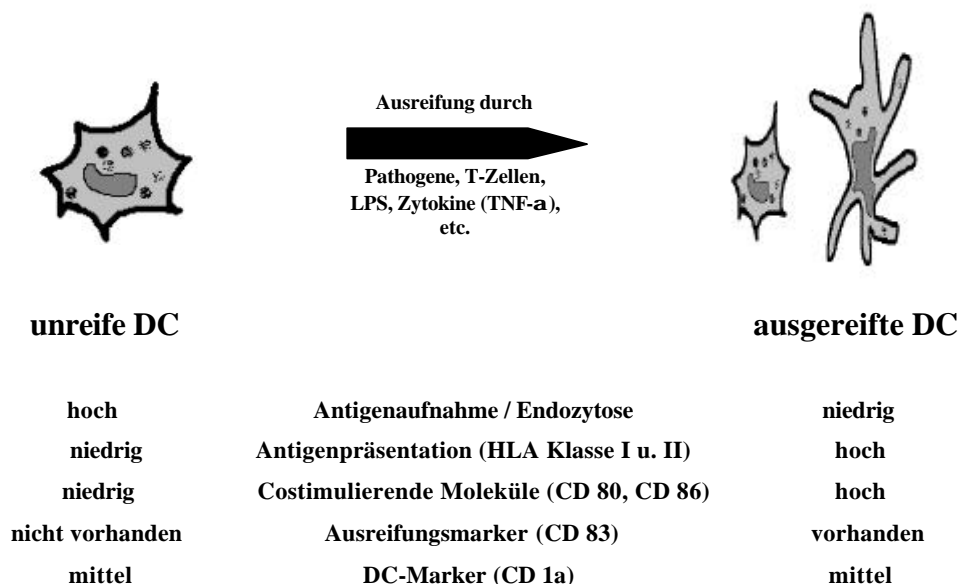 Ausreifung durch
Pathogene, T-Zellen,
LPS, Zytokine (TNF-a),
etc.
unreife DC ausgereifte DC
hoch Antigenaufnahme / Endozytose niedrig
niedrig Antigenpräsentation (HLA Klasse I u. II) hoch
niedrig Costimulierende Moleküle (CD 80, CD 86) hoch
nicht vorhanden Ausreifungsmarker (CD 83) vorhanden
mittel DC-Marker (CD 1a) mittel